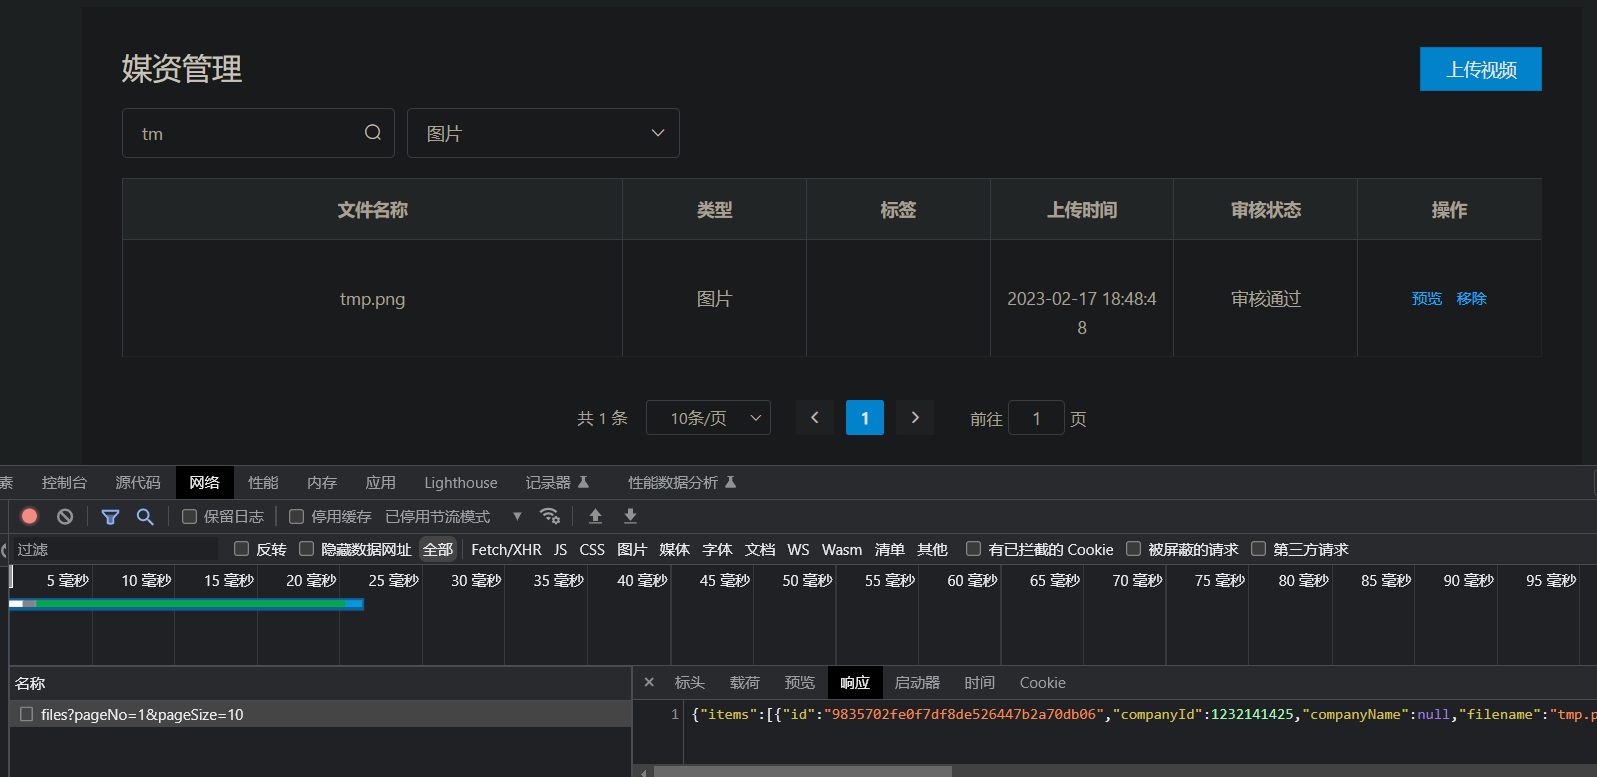 媒资管理
上传视频
tm
图片
文件名称 类型 标签 上传时间 审核状态 操作
tmp.png 图片 2023-02-17 18:48:4 审核通过 预览 移除
8
共 1 条 10条/页 1 前往 1 页
素 控制台 源代码 网络 性能 内存 应用 Lighthouse 记录器 性能数据分析
保留日志 停用缓存 已停用节流模式
过滤 反转 隐藏数据网址 全部 Fetch/XHR JS CSS 图片 媒体 字体 文档 WS Wasm 清单 其他 有已拦截的 Cookie 被屏蔽的请求 第三方请求
5 毫秒 10 毫秒 15 毫秒 20 毫秒 25 毫秒 30 毫秒 35 毫秒 40 毫秒 45 毫秒 50 毫秒 55 毫秒 60 毫秒 65 毫秒 70 毫秒 75 毫秒 80 毫秒 85 毫秒 90 毫秒 95 毫秒
名称
× 标头 载荷 预览 响应 启动器 时间 Cookie
files?pageNo=1&pageSize=10
1 {"items":[{"id":"9835702fe0f7df8de526447b2a70db06","companyId":1232141425,"companyName":null,"filename":"tmp.p